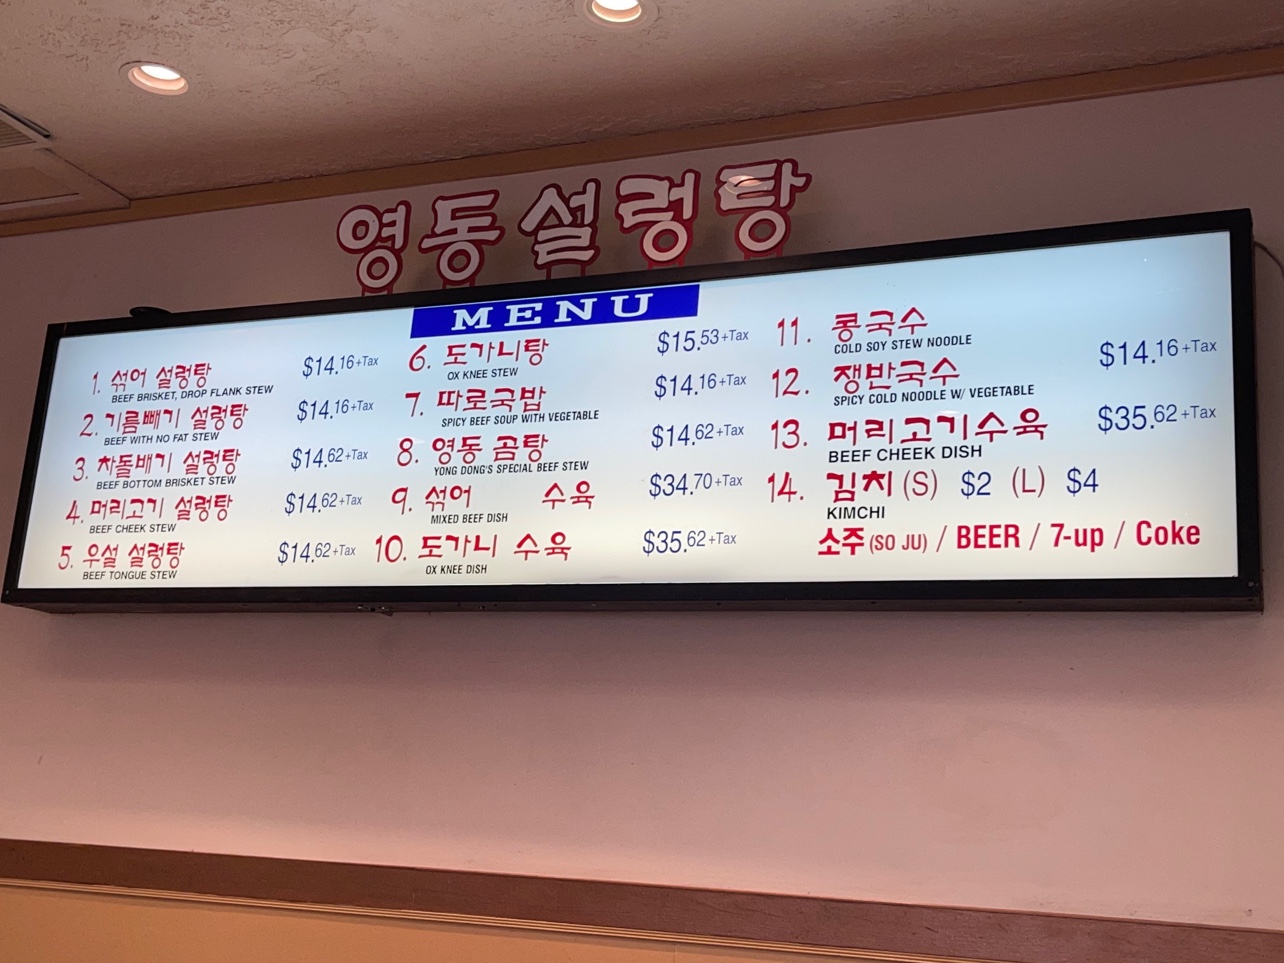 영동설렁탕
MENU
1. 섞어 설렁탕 $14.16+Tax
BEEF BRISKET, DROP FLANK STEW
2. 기름빼기 설렁탕 $14.16+Tax
BEEF WITH NO FAT STEW
3. 차돌배기 설렁탕 $14.62+Tax
BEEF BOTTOM BRISKET STEW
4. 머리고기 설렁탕 $14.62+Tax
BEEF CHEEK STEW
5. 우설 설렁탕 $14.62+Tax
BEEF TONGUE STEW
6. 도가니탕 $15.53+Tax
OX KNEE STEW
7. 따로국밥 $14.16+Tax
SPICY BEEF SOUP WITH VEGETABLE
8. 영동 곰탕 $14.62+Tax
YONG DONG'S SPECIAL BEEF STEW
9. 섞어 수육 $34.70+Tax
MIXED BEEF DISH
10. 도가니 수육 $35.62+Tax
OX KNEE DISH
11. 콩국수
COLD SOY STEW NOODLE
12. 쟁반국수 $14.16+Tax
SPICY COLD NOODLE W/ VEGETABLE
13. 머리고기수육 $35.62+Tax
BEEF CHEEK DISH
14. 김치 (S) $2 (L) $4
KIMCHI
소주 (SO JU) / BEER / 7-up / Coke